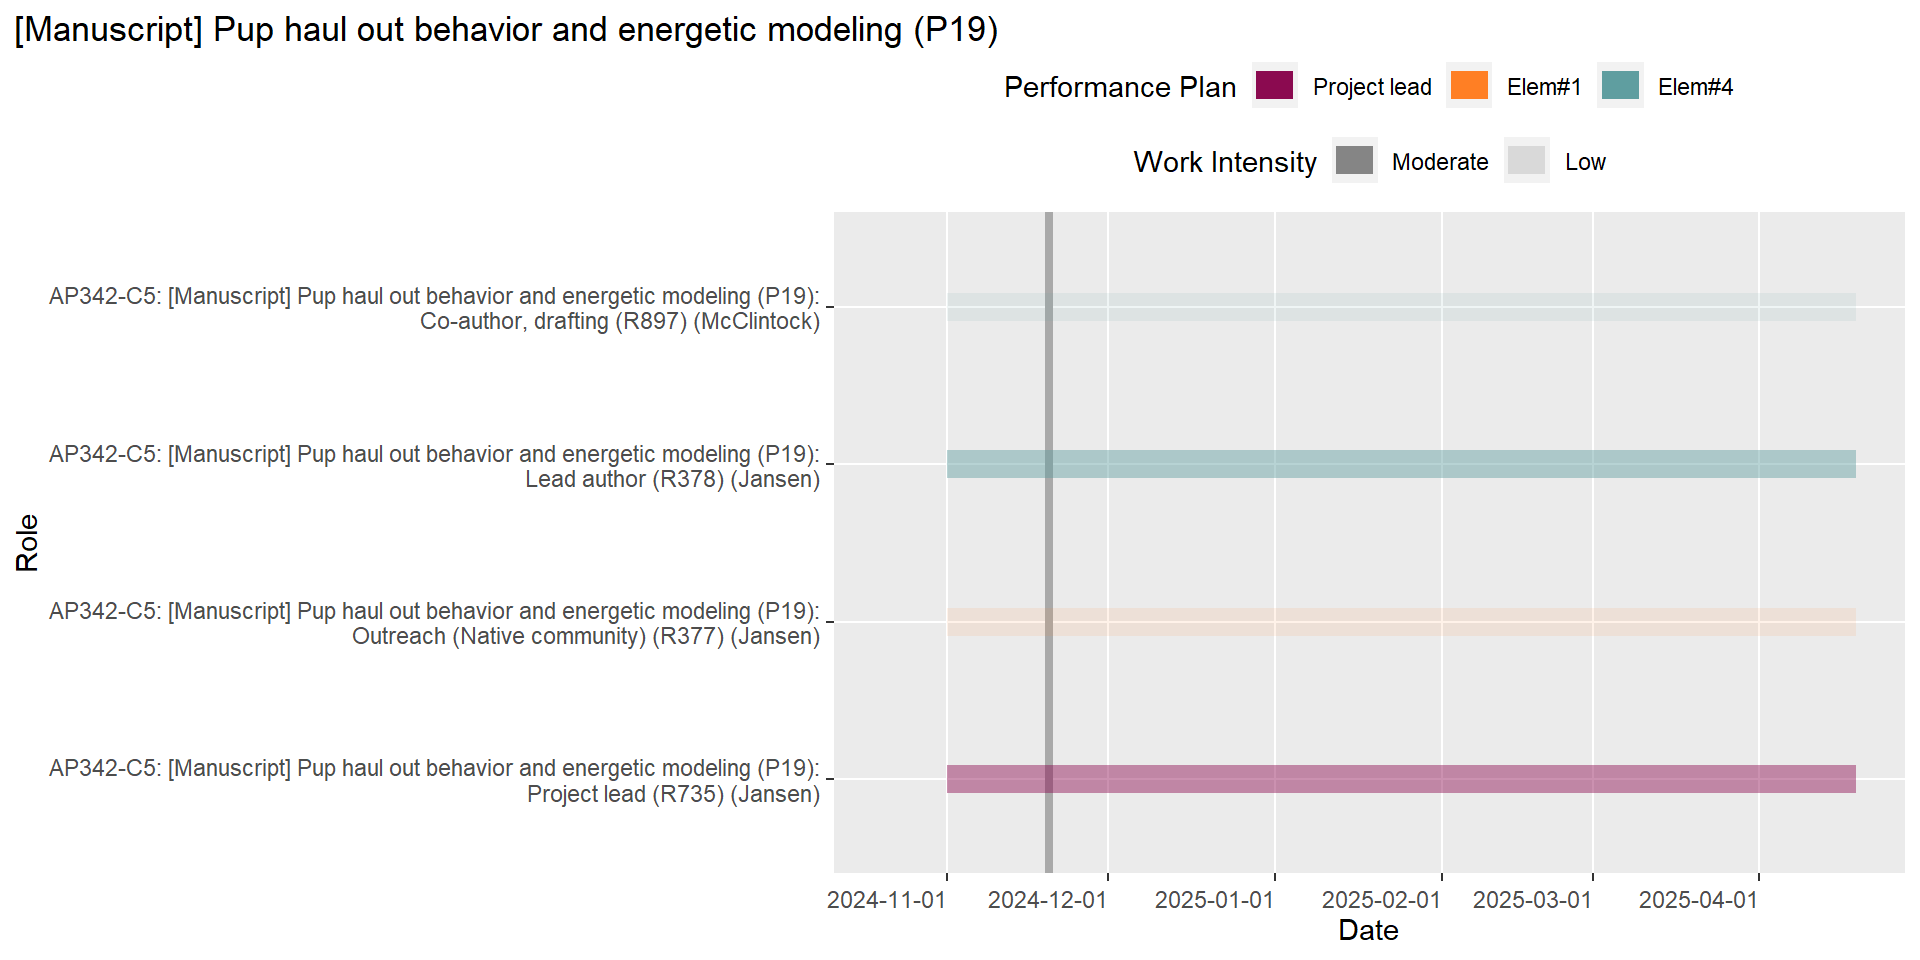 [Manuscript] Pup haul out behavior and energetic modeling (P19)
Performance Plan Project lead Elem#1 Elem#4
Work Intensity Moderate Low
AP342-C5: [Manuscript] Pup haul out behavior and energetic modeling (P19):
Co-author, drafting (R897) (McClintock)
AP342-C5: [Manuscript] Pup haul out behavior and energetic modeling (P19):
Lead author (R378) (Jansen)
Role
AP342-C5: [Manuscript] Pup haul out behavior and energetic modeling (P19):
Outreach (Native community) (R377) (Jansen)
AP342-C5: [Manuscript] Pup haul out behavior and energetic modeling (P19):
Project lead (R735) (Jansen)
2024-11-01 2024-12-01 2025-01-01 2025-02-01 2025-03-01 2025-04-01
Date